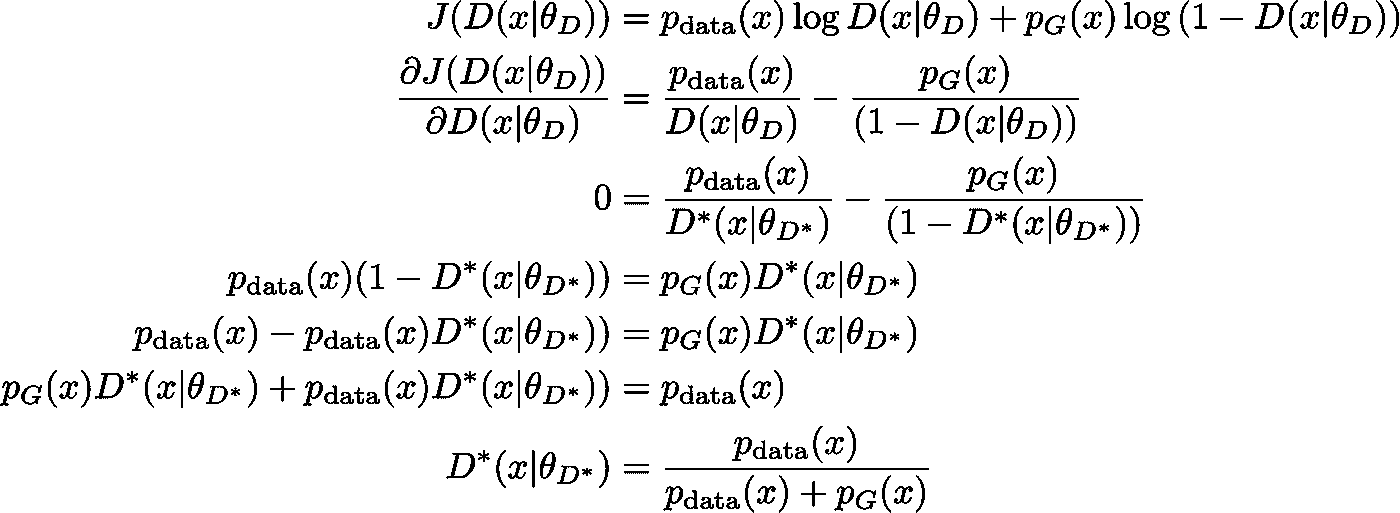 J(D(x|θ_D)) = p_data(x) log D(x|θ_D) + p_G(x) log (1 − D(x|θ_D))
∂J(D(x|θ_D))/∂D(x|θ_D) = p_data(x)/D(x|θ_D) − p_G(x)/(1 − D(x|θ_D))
0 = p_data(x)/D*(x|θ_D*) − p_G(x)/(1 − D*(x|θ_D*))
p_data(x)(1 − D*(x|θ_D*)) = p_G(x)D*(x|θ_D*)
p_data(x) − p_data(x)D*(x|θ_D*)) = p_G(x)D*(x|θ_D*)
p_G(x)D*(x|θ_D*) + p_data(x)D*(x|θ_D*)) = p_data(x)
D*(x|θ_D*) = p_data(x)/p_data(x) + p_G(x)